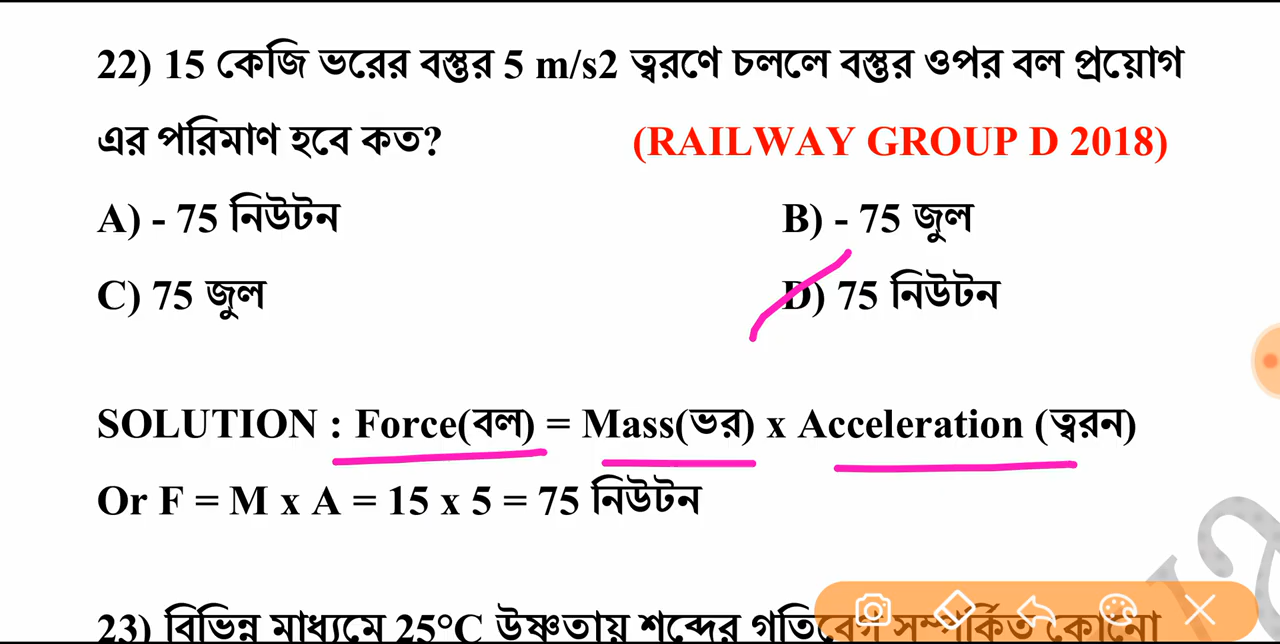 22) 15 কেজি ভরের বস্তুর 5 m/s2 ত্বরণে চললে বস্তুর ওপর বল প্রয়োগ
এর পরিমাণ হবে কত? (RAILWAY GROUP D 2018)
A) - 75 নিউটন B) - 75 জুল
C) 75 জুল D) 75 নিউটন
SOLUTION : Force(বল) = Mass(ভর) x Acceleration (ত্বরন)
Or F = M x A = 15 x 5 = 75 নিউটন
23) বিভিন্ন মাধ্যমে 25°C উষ্ণতায় শব্দের গতিবেগ সম্পর্কিত কোনো